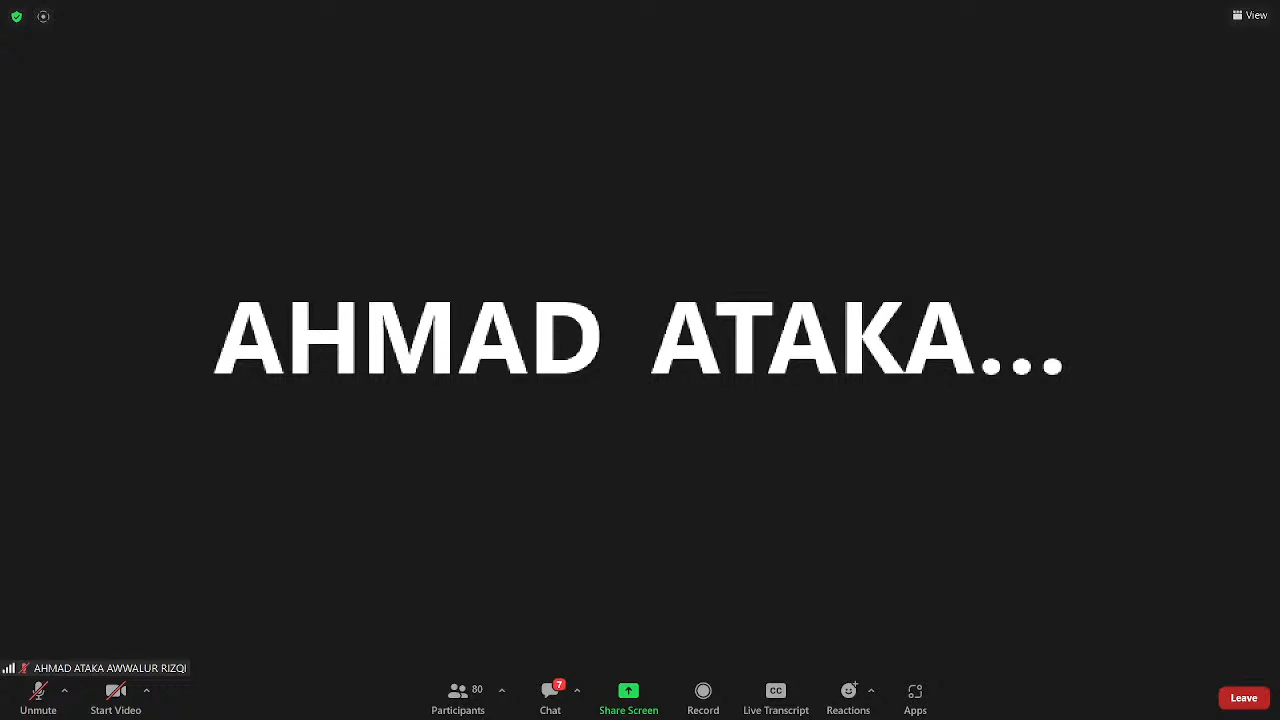 View
AHMAD ATAKA...
AHMAD ATAKA AWWALUR RIZQI
Unmute
Start Video
80
Participants
7
Chat
Share Screen
Record
CC
Live Transcript
Reactions
Apps
Leave